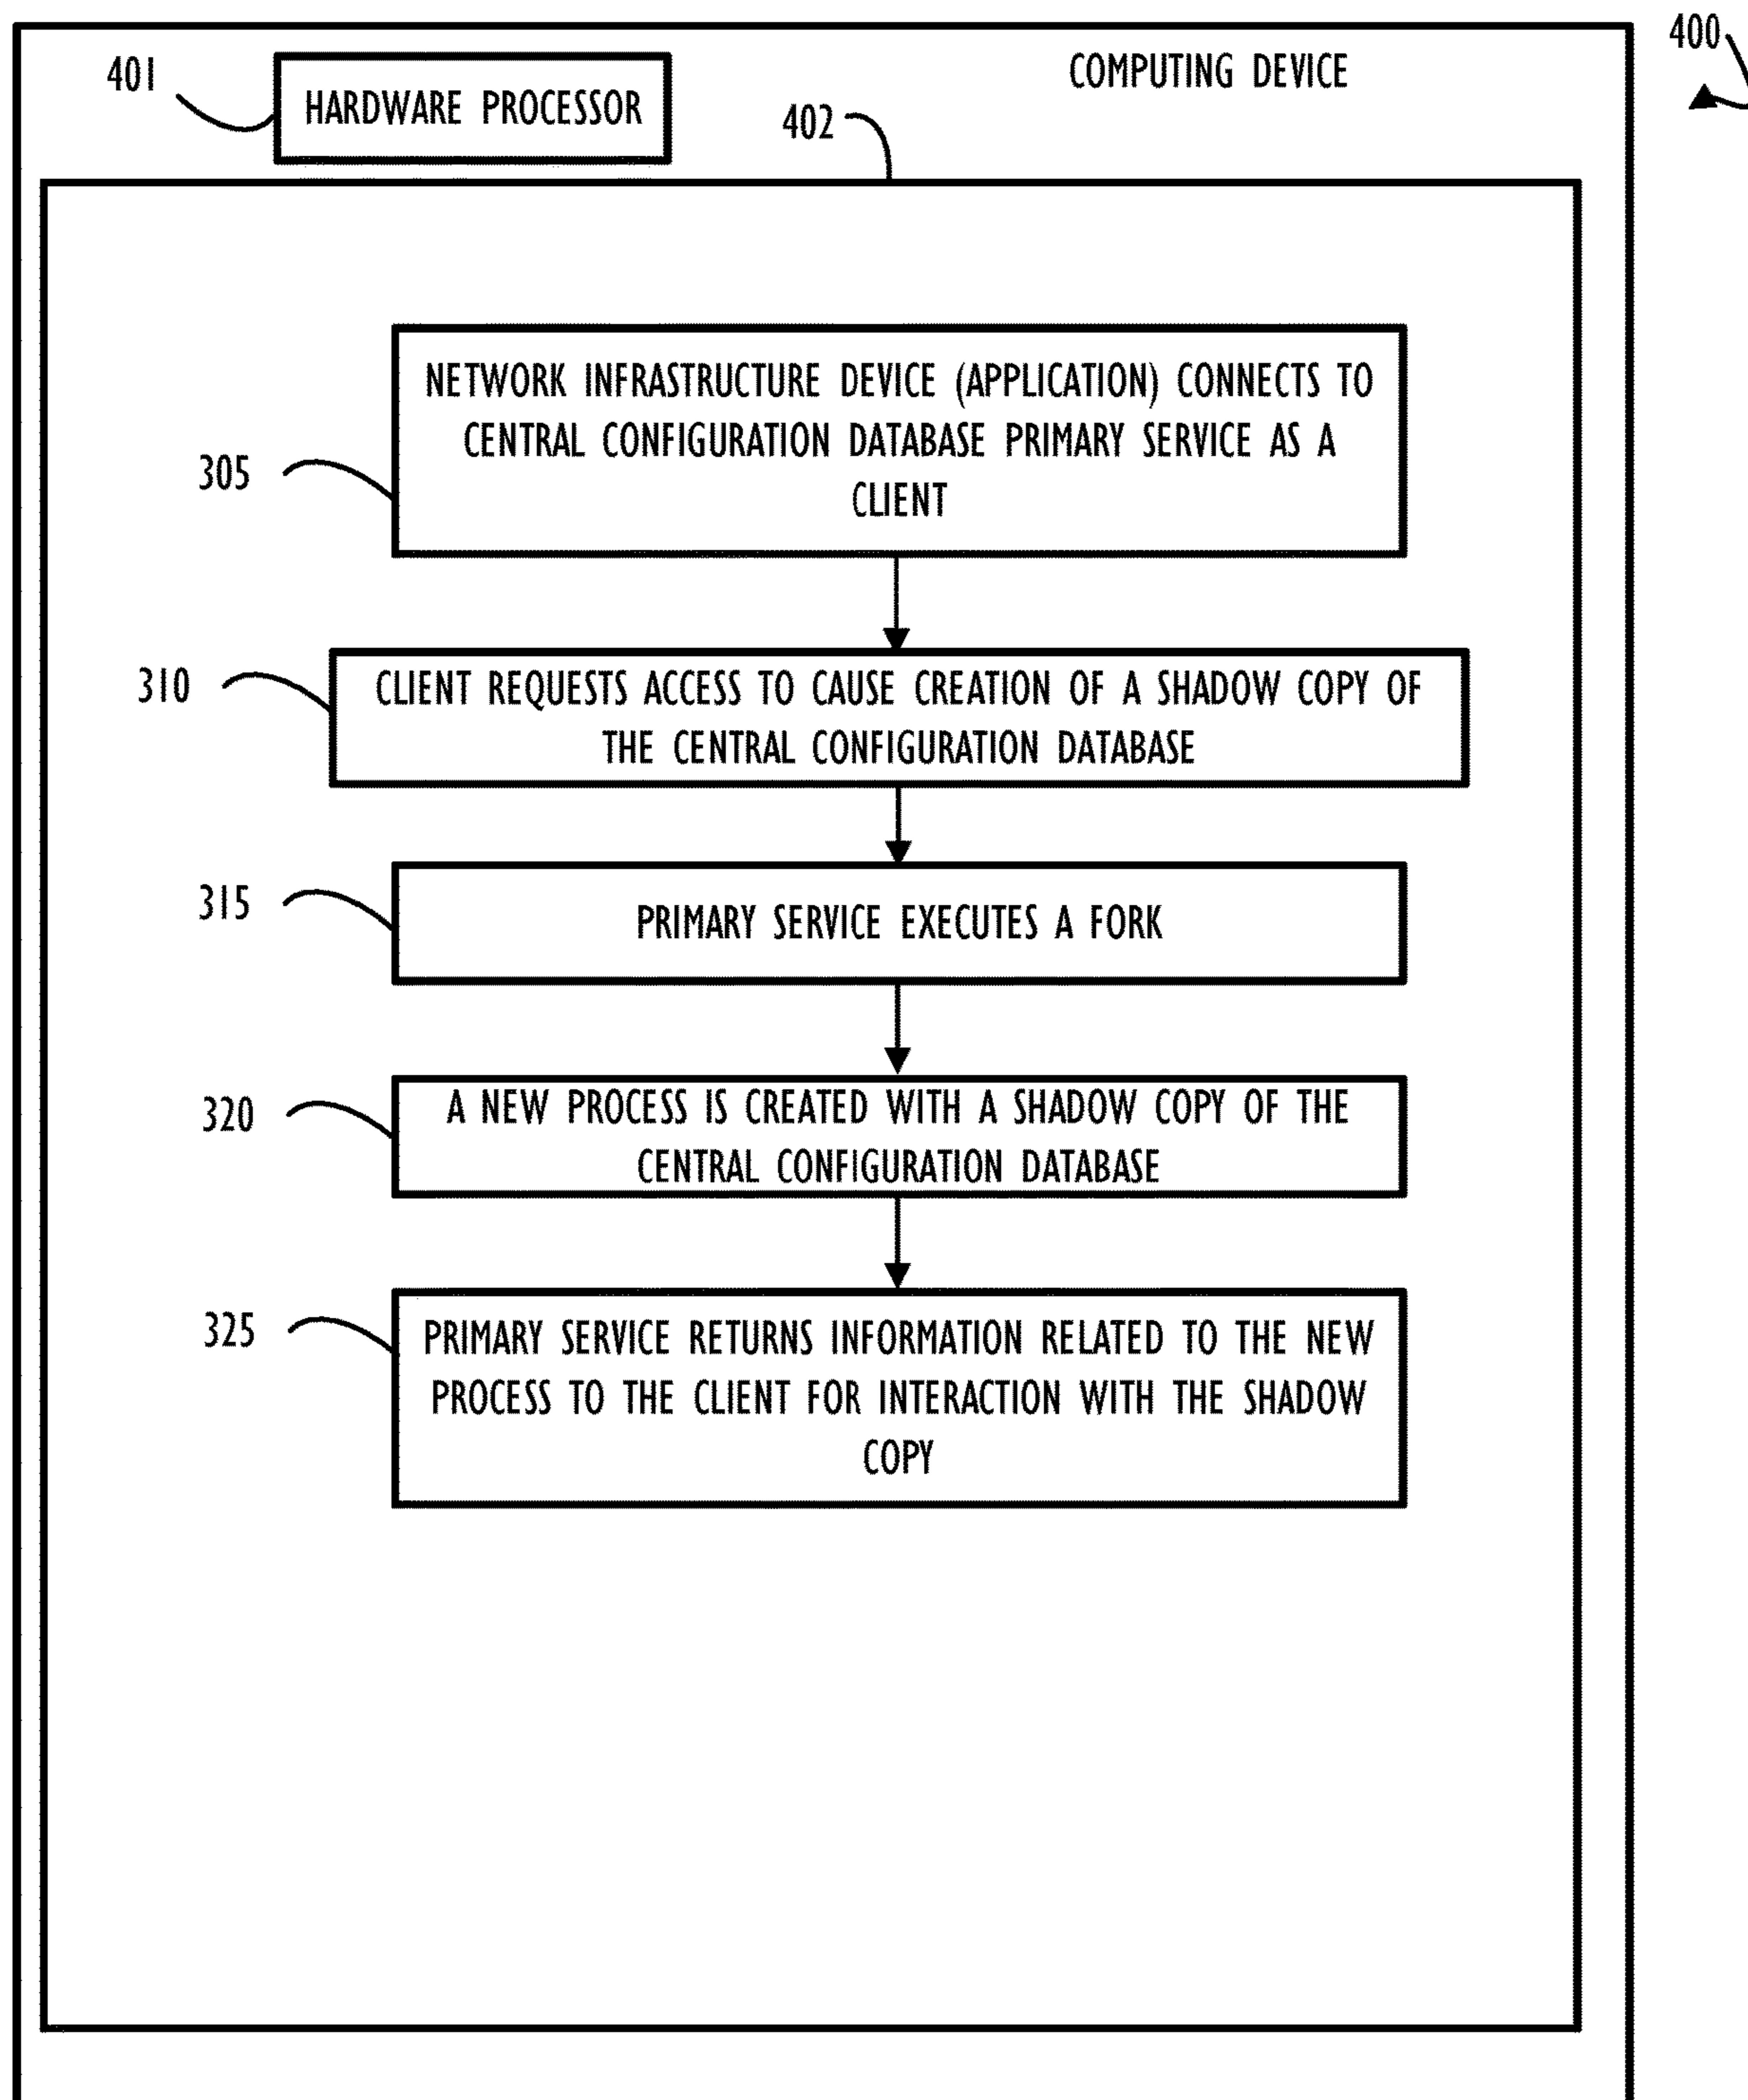 400
401
HARDWARE PROCESSOR
COMPUTING DEVICE
402
NETWORK INFRASTRUCTURE DEVICE (APPLICATION) CONNECTS TO
CENTRAL CONFIGURATION DATABASE PRIMARY SERVICE AS A
CLIENT
305
310
CLIENT REQUESTS ACCESS TO CAUSE CREATION OF A SHADOW COPY OF
THE CENTRAL CONFIGURATION DATABASE
315
PRIMARY SERVICE EXECUTES A FORK
320
A NEW PROCESS IS CREATED WITH A SHADOW COPY OF THE
CENTRAL CONFIGURATION DATABASE
325
PRIMARY SERVICE RETURNS INFORMATION RELATED TO THE NEW
PROCESS TO THE CLIENT FOR INTERACTION WITH THE SHADOW
COPY